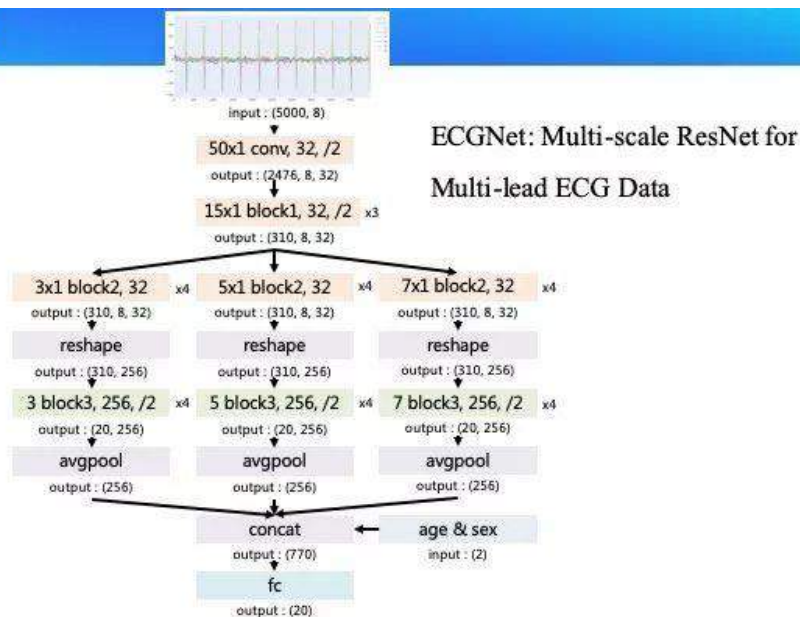 input : (5000, 8)
ECGNet: Multi-scale ResNet for
Multi-lead ECG Data
50x1 conv, 32, /2
output : (2476, 8, 32)
15x1 block1, 32, /2 x3
output : (310, 8, 32)
3x1 block2, 32 x4 5x1 block2, 32 x4 7x1 block2, 32 x4
output : (310, 8, 32) output : (310, 8, 32) output : (310, 8, 32)
reshape reshape reshape
output : (310, 256) output : (310, 256) output : (310, 256)
3 block3, 256, /2 x4 5 block3, 256, /2 x4 7 block3, 256, /2 x4
output : (20, 256) output : (20, 256) output : (20, 256)
avgpool avgpool avgpool
output : (256) output : (256) output : (256)
concat age & sex
output : (770) input : (2)
fc
output : (20)